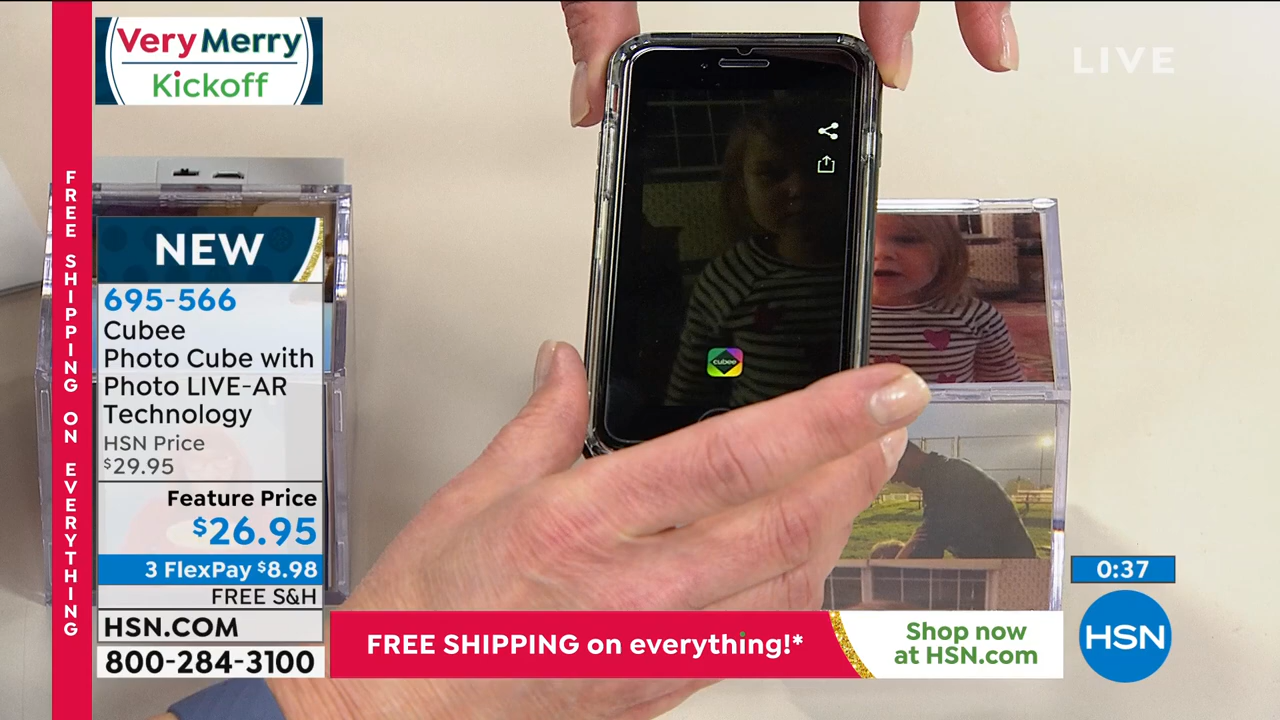 Very Merry
Kickoff
LIVE
FREE SHIPPING ON EVERYTHING
NEW
695-566
Cubee
Photo Cube with
Photo LIVE-AR
Technology
HSN Price
$29.95
Feature Price
$26.95
3 FlexPay $8.98
FREE S&H
HSN.COM
800-284-3100
cubee
FREE SHIPPING on everything!*
Shop now
at HSN.com
0:37
HSN